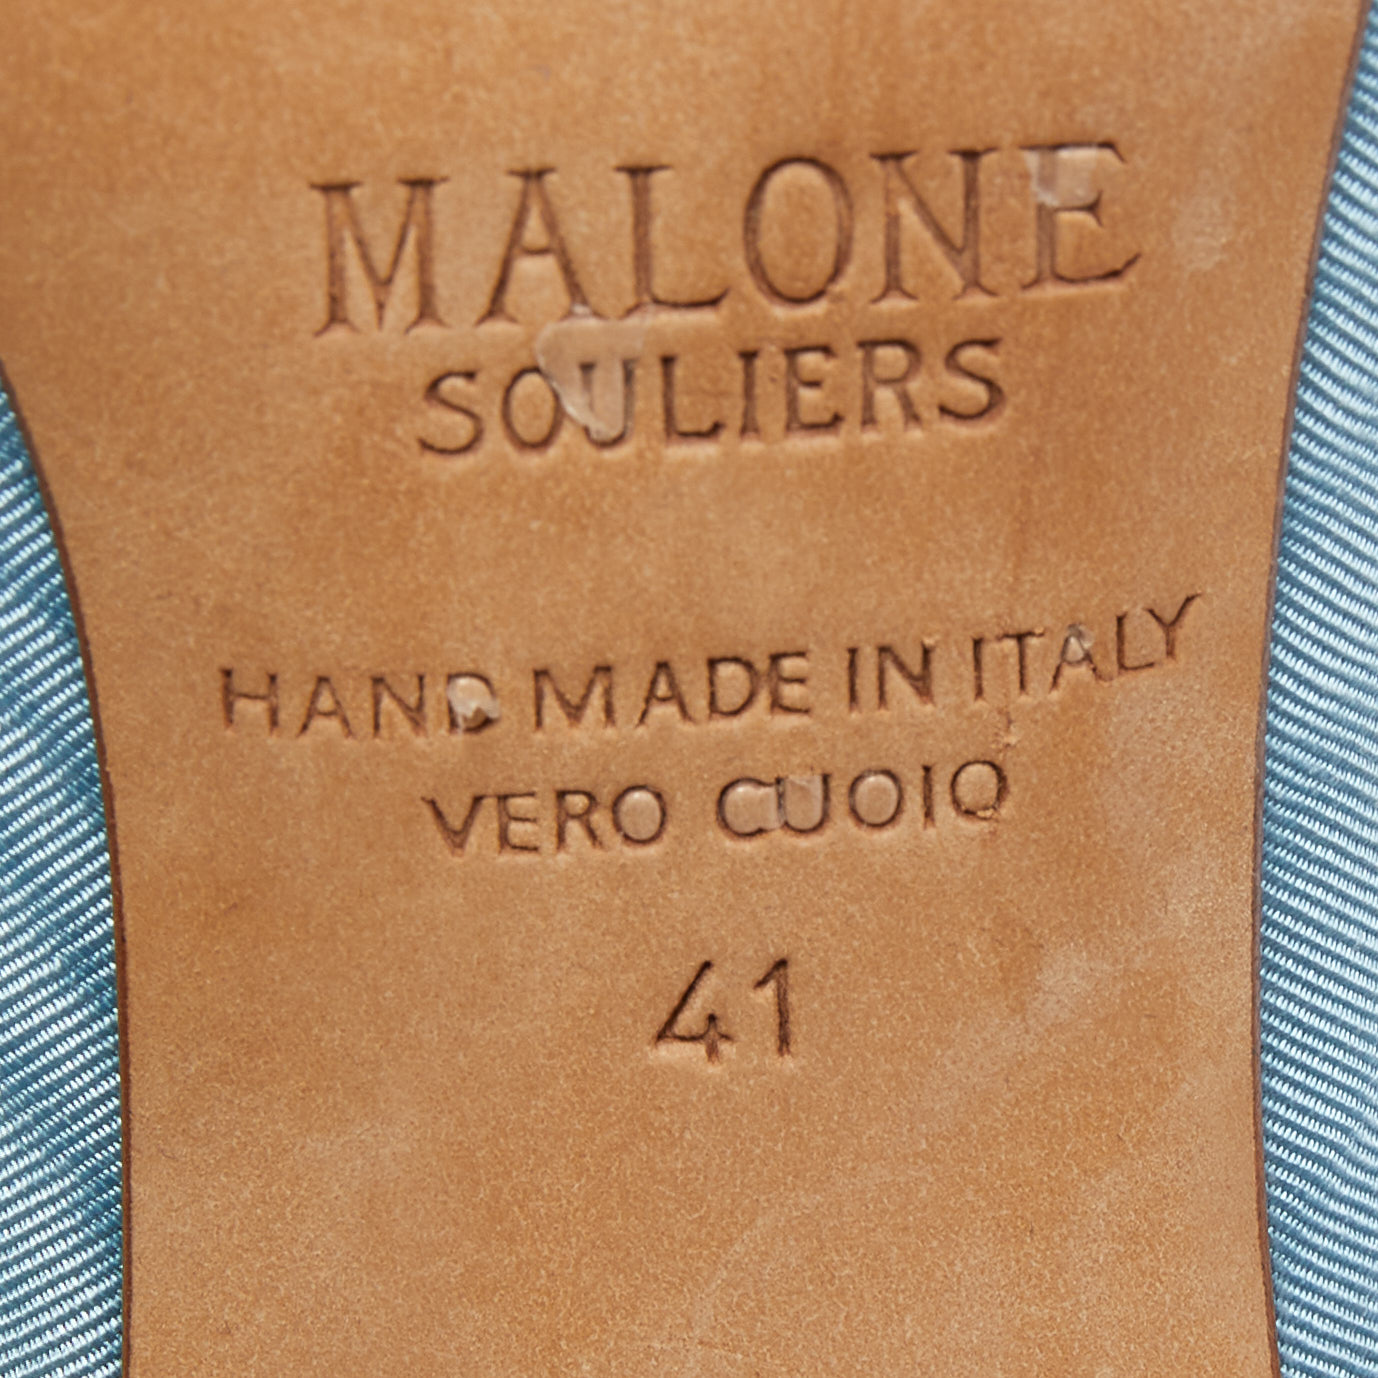 MALONE
SOULIERS
HAND MADE IN ITALY
VERO CUOIO
41